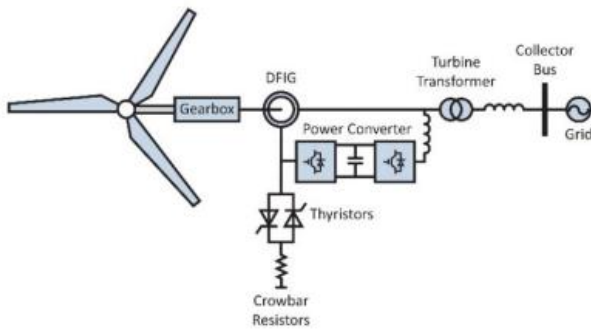 DFIG
Gearbox
Turbine
Transformer
Collector
Bus
Power Converter
Grid
Thyristors
Crowbar
Resistors